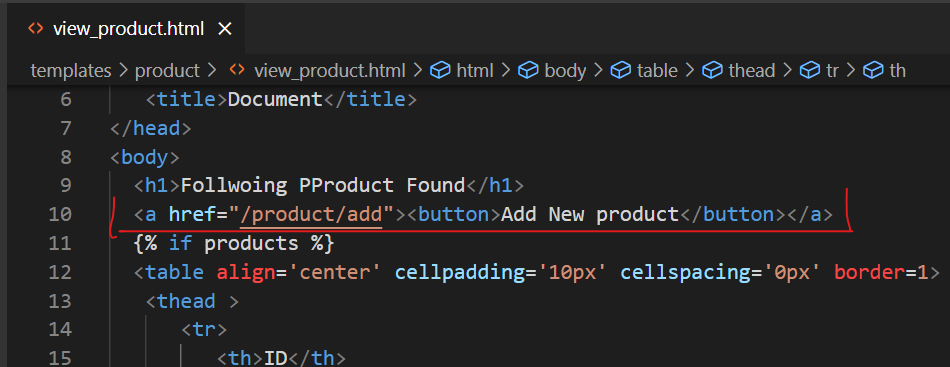 view_product.html
templates > product > view_product.html > html > body > table > thead > tr > th
6 <title>Document</title>
7 </head>
8 <body>
9 <h1>Follwoing PProduct Found</h1>
10 <a href="/product/add"><button>Add New product</button></a>
11 {% if products %}
12 <table align='center' cellpadding='10px' cellspacing='0px' border=1>
13 <thead >
14 <tr>
15 <th>ID</th>